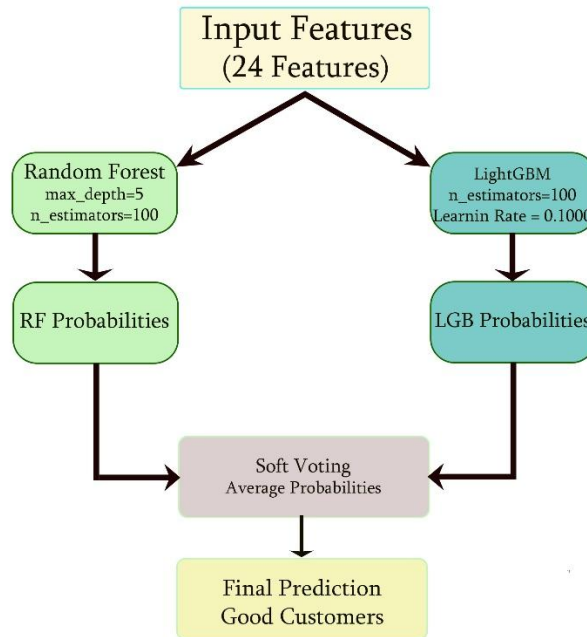 Input Features
(24 Features)
Random Forest
max_depth=5
n_estimators=100
LightGBM
n_estimators=100
Learnin Rate = 0.1000
RF Probabilities
LGB Probabilities
Soft Voting
Average Probabilities
Final Prediction
Good Customers